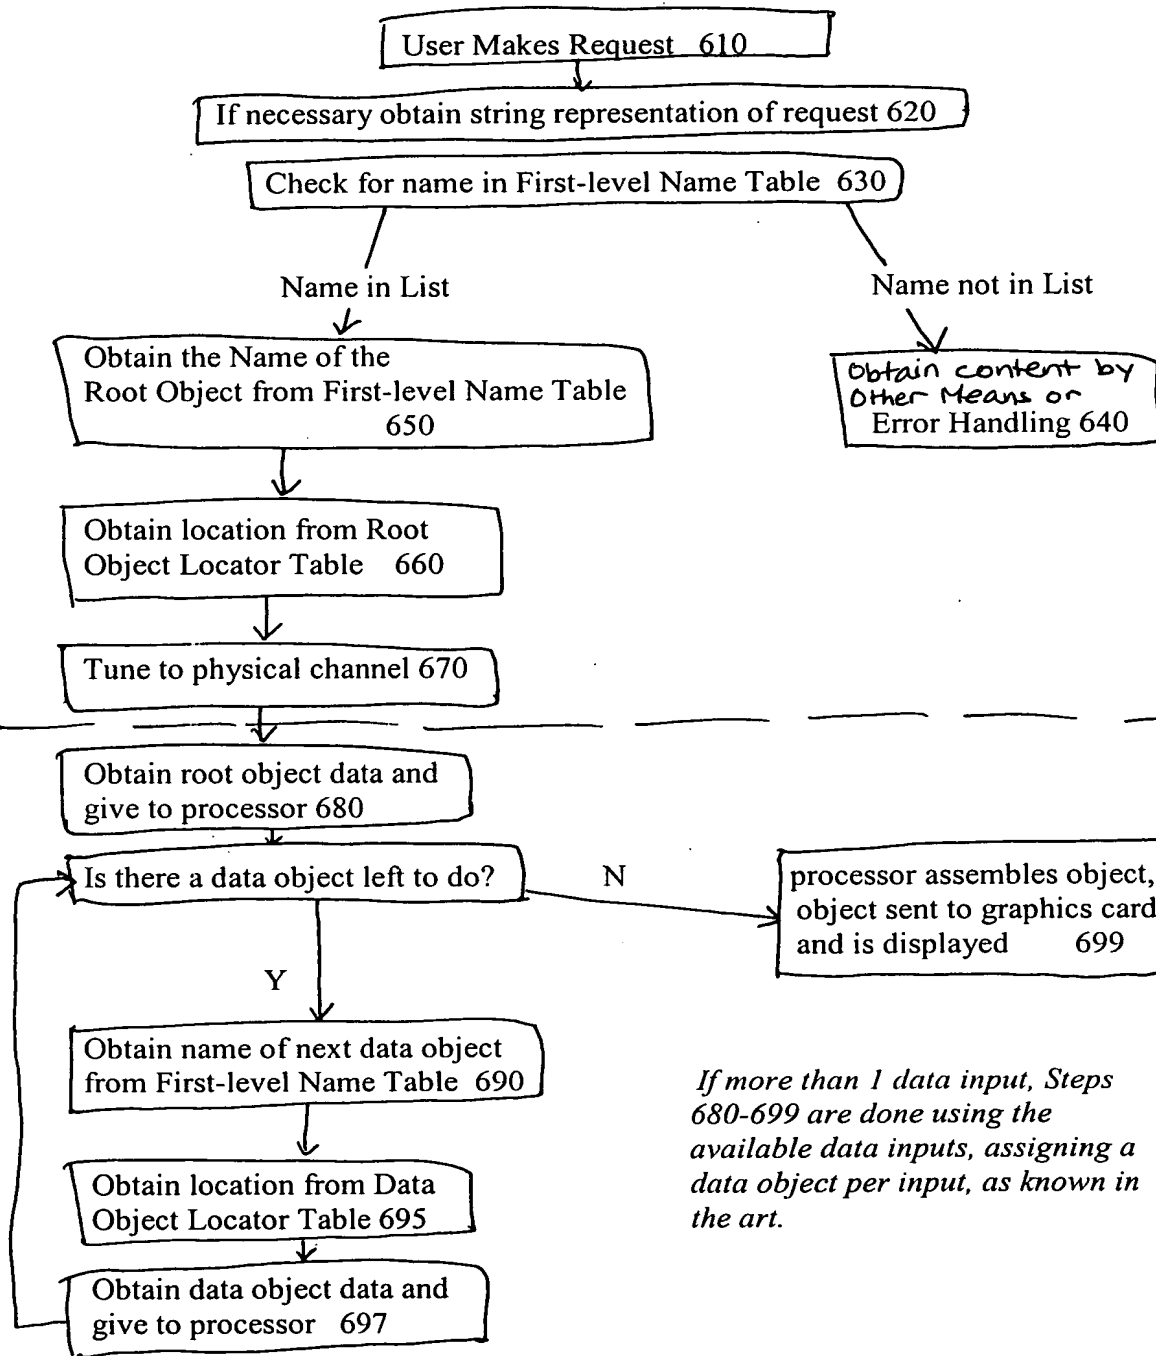 User Makes Request 610
If necessary obtain string representation of request 620
Check for name in First-level Name Table 630
Name in List
Name not in List
Obtain the Name of the
Root Object from First-level Name Table
650
Obtain content by
Other Means or
Error Handling 640
Obtain location from Root
Object Locator Table 660
Tune to physical channel 670
Obtain root object data and
give to processor 680
Is there a data object left to do?
N
processor assembles object,
object sent to graphics card
and is displayed 699
Y
Obtain name of next data object
from First-level Name Table 690
If more than 1 data input, Steps
680-699 are done using the
available data inputs, assigning a
data object per input, as known in
the art.
Obtain location from Data
Object Locator Table 695
Obtain data object data and
give to processor 697